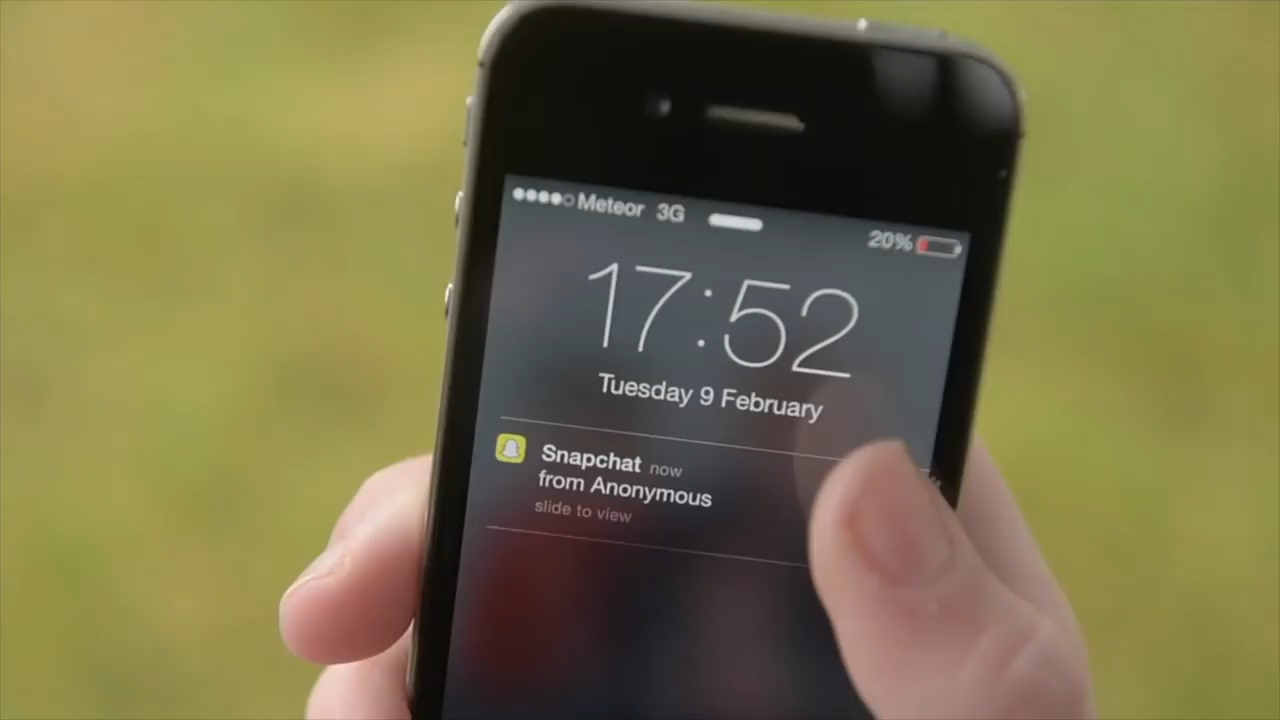 Meteor 3G 20%
17:52
Tuesday 9 February
Snapchat now
from Anonymous
slide to view